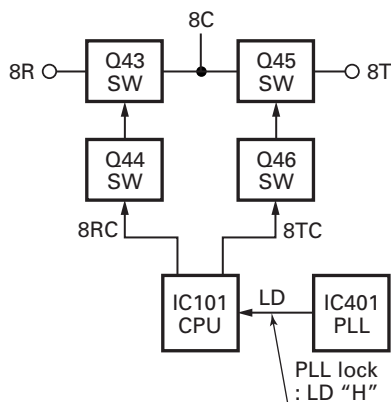 8C
8R
Q43
SW
Q45
SW
8T
Q44
SW
Q46
SW
8RC
8TC
IC101
CPU
LD
IC401
PLL
PLL lock
: LD “H”